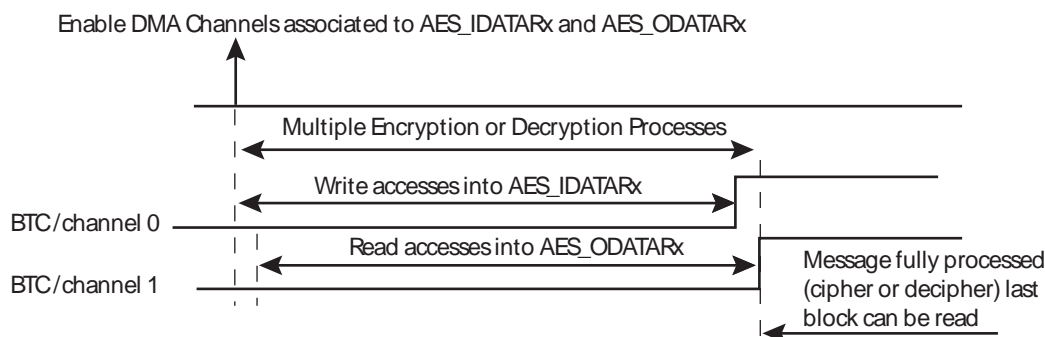 Enable DMA Channels associated to AES_IDATARx and AES_ODATARx
Multiple Encryption or Decryption Processes
Write accesses into AES_IDATARx
BTC /channel 0
Read accesses into AES_ODATARx
BTC /channel 1
Message fully processed
(cipher or decipher) last
block can be read